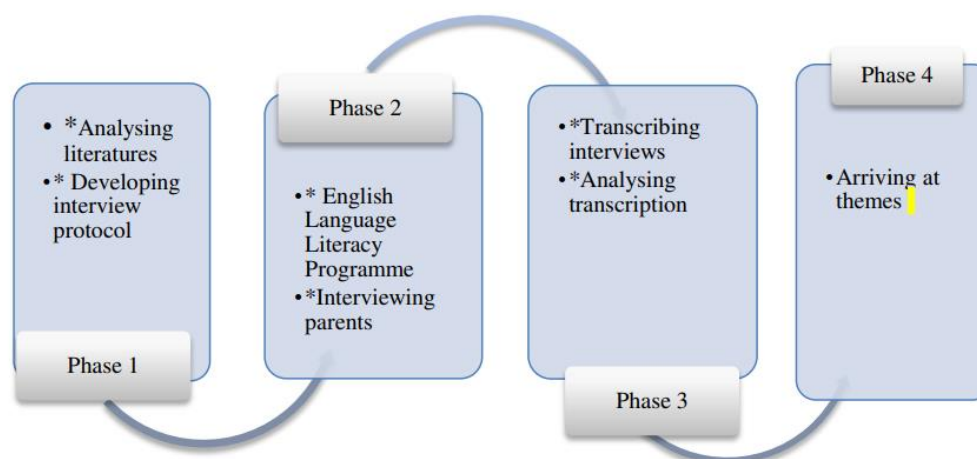 • *Analysing
literatures
• * Developing
interview
protocol
Phase 1
Phase 2
• * English
Language
Literacy
Programme
• *Interviewing
parents
• *Transcribing
interviews
• *Analysing
transcription
Phase 3
Phase 4
• Arriving at
themes